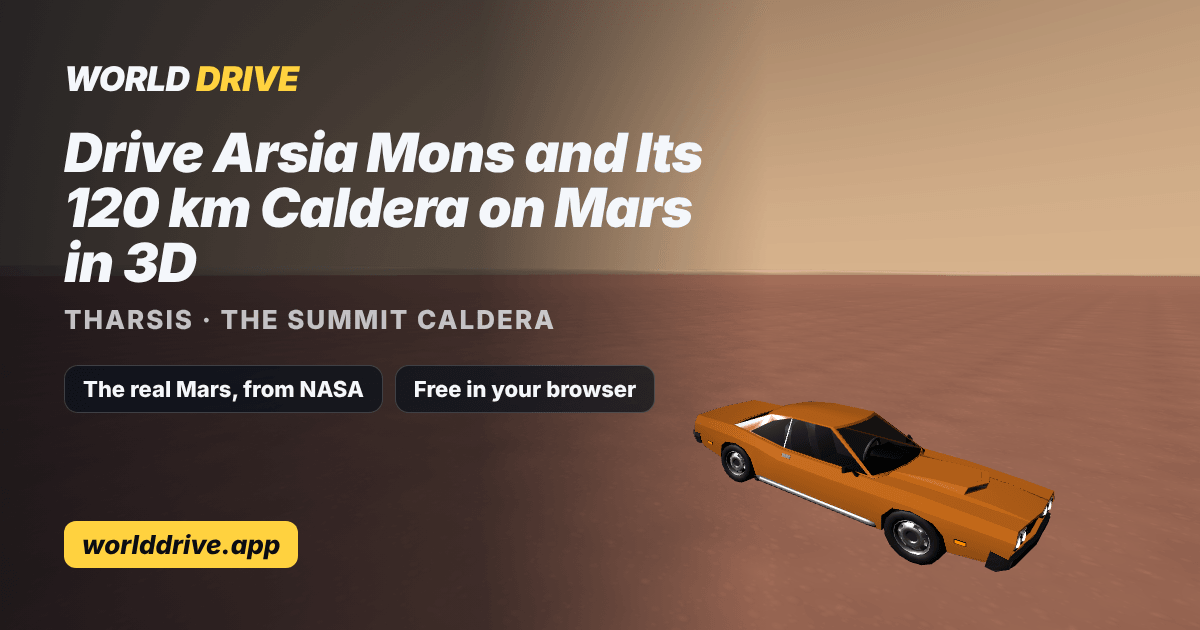 WORLD DRIVE
Drive Arsia Mons and Its
120 km Caldera on Mars
in 3D
THARSIS · THE SUMMIT CALDERA
The real Mars, from NASA
Free in your browser
worlddrive.app